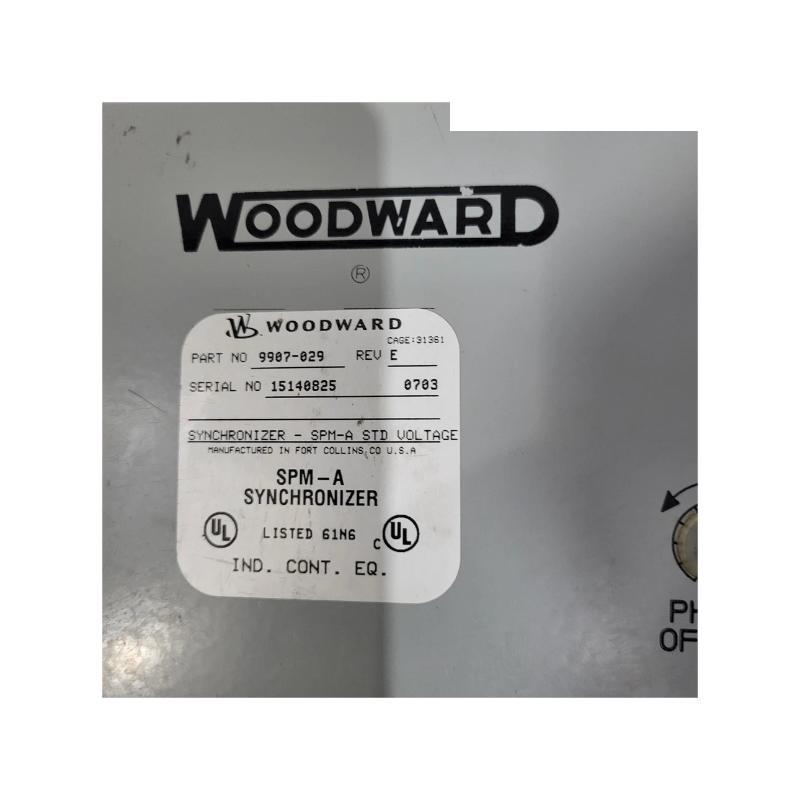 WOODWARD
®
WOODWARD
CAGE:31361
PART NO 9907-029 REV E
SERIAL NO 15140825 0703
SYNCHRONIZER - SPM-A STD VOLTAGE
MANUFACTURED IN FORT COLLINS, CO U.S.A
SPM-A
SYNCHRONIZER
UL LISTED 61N6 c UL
IND. CONT. EQ.
PH
OF